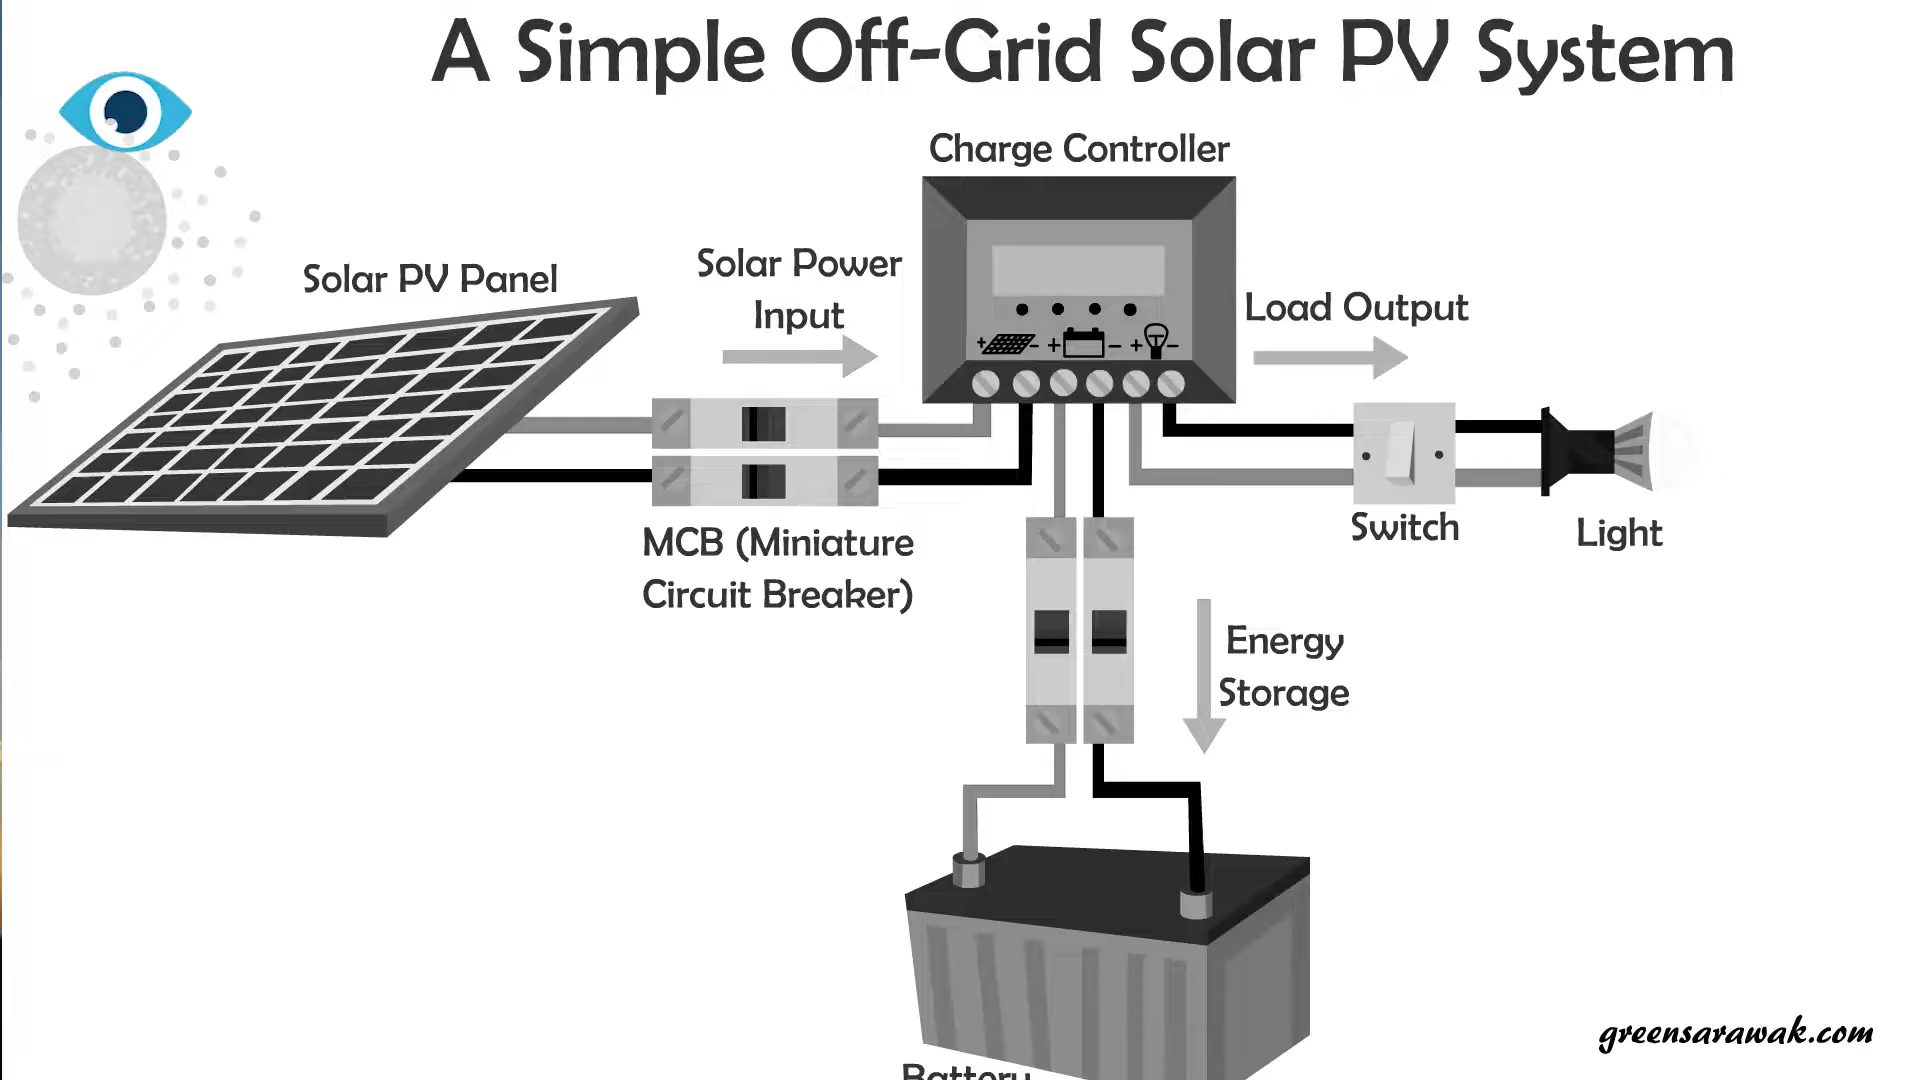 A Simple Off-Grid Solar PV System
Charge Controller
Solar PV Panel
Solar Power
Input
Load Output
+ - + - + -
MCB (Miniature
Circuit Breaker)
Switch
Light
Energy
Storage
Battery
greensarawak.com